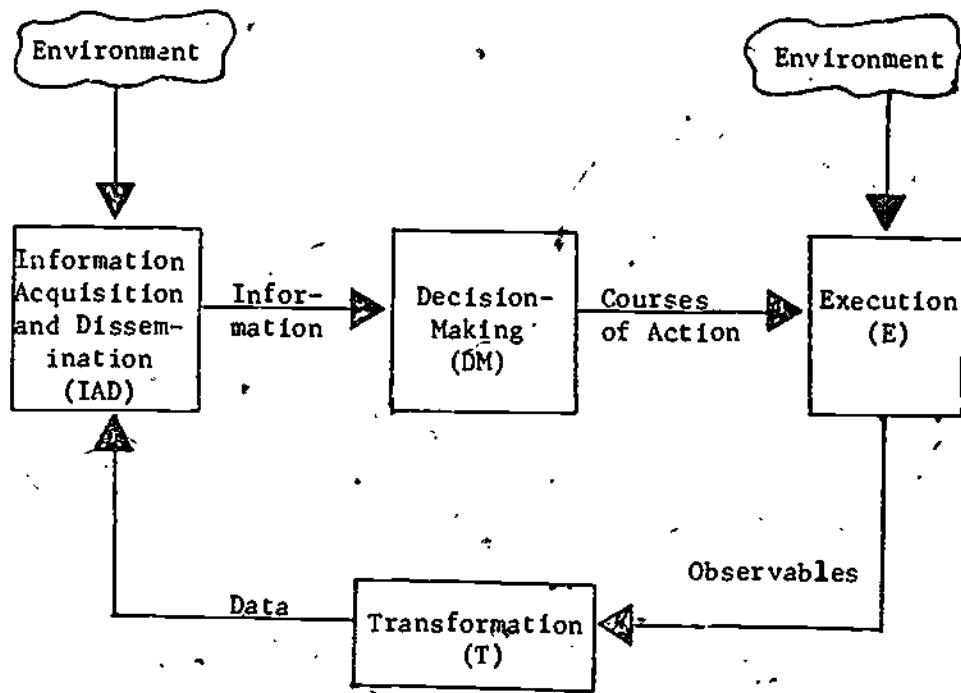 Environment
Environment
Information
Acquisition
and Dissem-
ination
(IAD)
Infor-
mation
Decision-
Making
(DM)
Courses
of Action
Execution
(E)
Observables
Data
Transformation
(T)